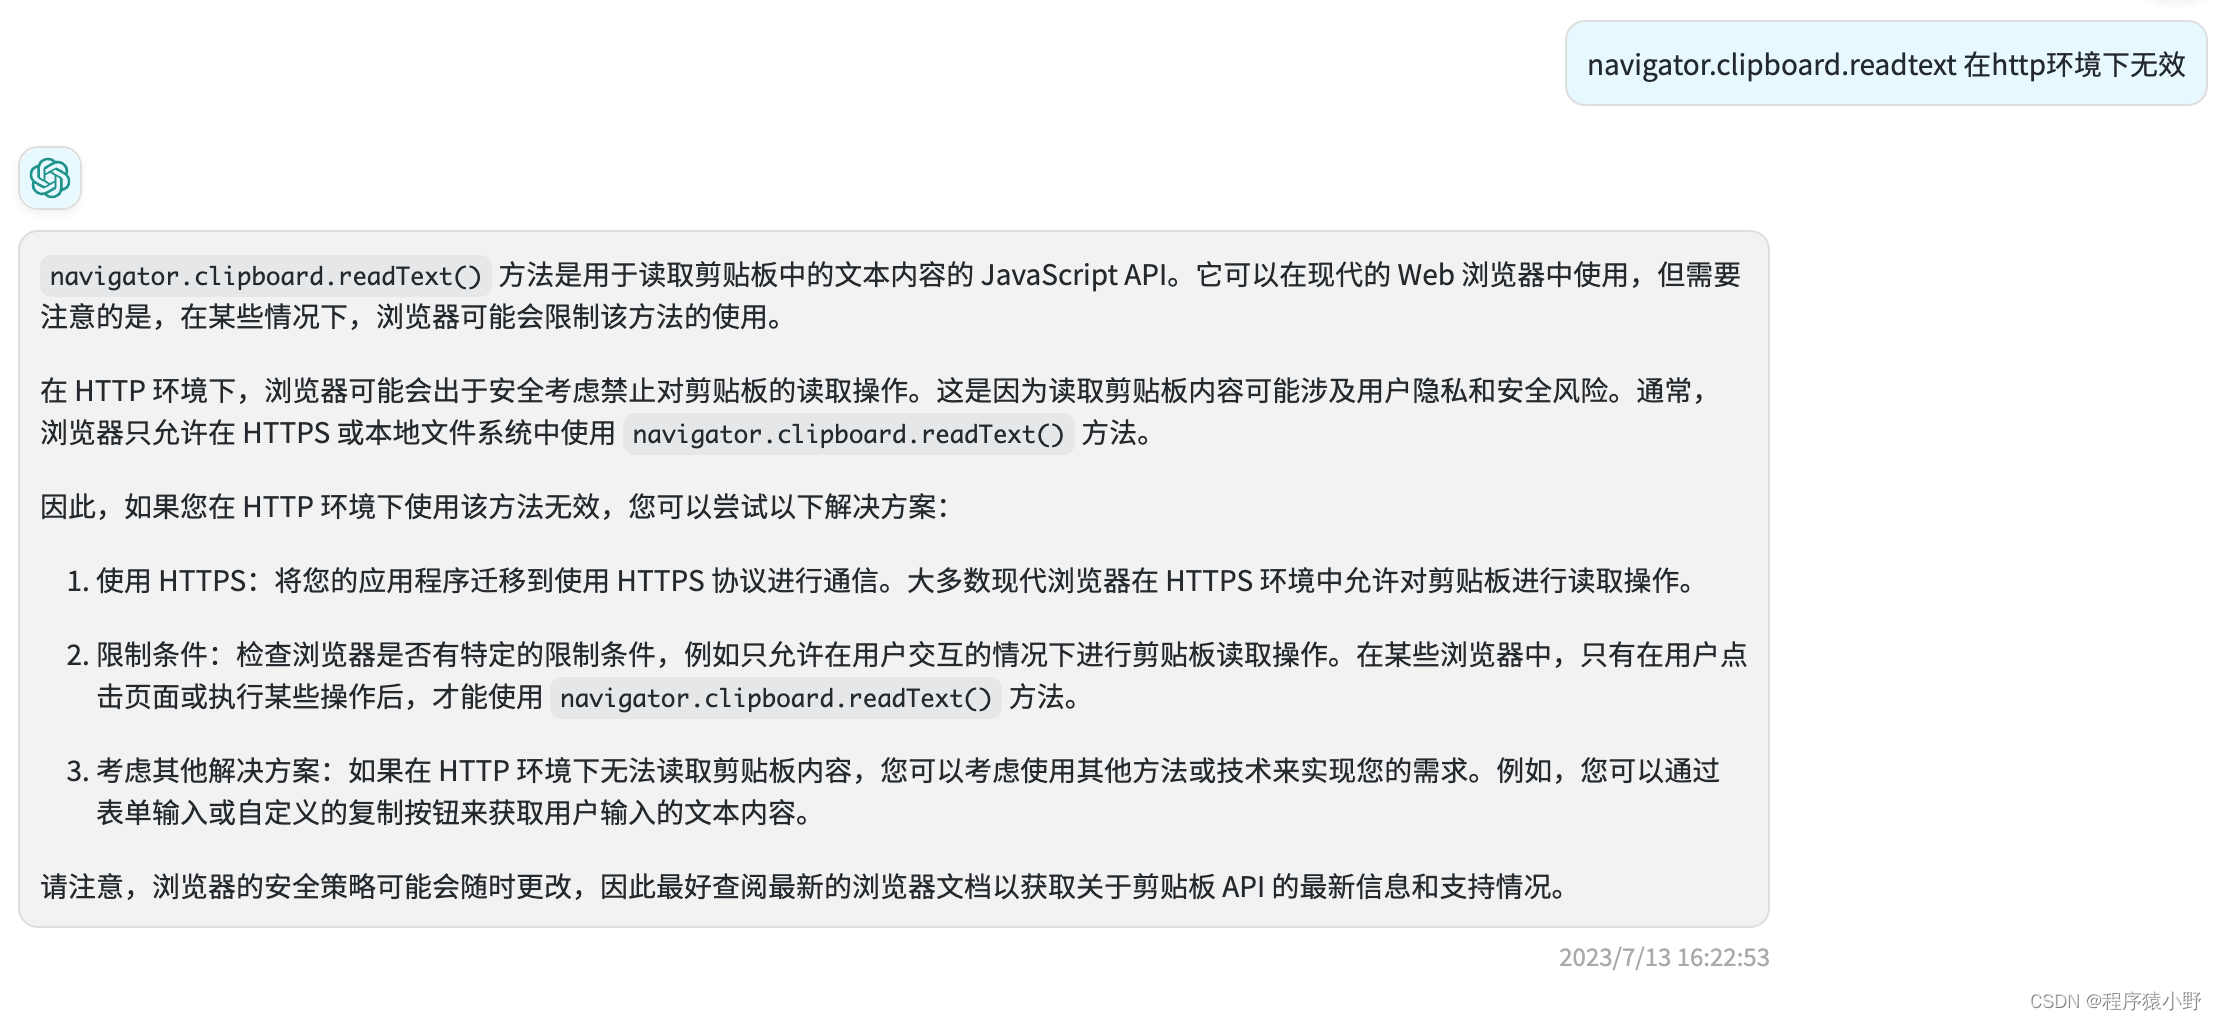 navigator.clipboard.readtext 在http环境下无效
navigator.clipboard.readText() 方法是用于读取剪贴板中的文本内容的 JavaScript API。它可以在现代的 Web 浏览器中使用，但需要
注意的是，在某些情况下，浏览器可能会限制该方法的使用。
在 HTTP 环境下，浏览器可能会出于安全考虑禁止对剪贴板的读取操作。这是因为读取剪贴板内容可能涉及用户隐私和安全风险。通常，
浏览器只允许在 HTTPS 或本地文件系统中使用 navigator.clipboard.readText() 方法。
因此，如果您在 HTTP 环境下使用该方法无效，您可以尝试以下解决方案：
1. 使用 HTTPS：将您的应用程序迁移到使用 HTTPS 协议进行通信。大多数现代浏览器在 HTTPS 环境中允许对剪贴板进行读取操作。
2. 限制条件：检查浏览器是否有特定的限制条件，例如只允许在用户交互的情况下进行剪贴板读取操作。在某些浏览器中，只有在用户点
击页面或执行某些操作后，才能使用 navigator.clipboard.readText() 方法。
3. 考虑其他解决方案：如果在 HTTP 环境下无法读取剪贴板内容，您可以考虑使用其他方法或技术来实现您的需求。例如，您可以通过
表单输入或自定义的复制按钮来获取用户输入的文本内容。
请注意，浏览器的安全策略可能会随时更改，因此最好查阅最新的浏览器文档以获取关于剪贴板 API 的最新信息和支持情况。
2023/7/13 16:22:53
CSDN @程序猿小野